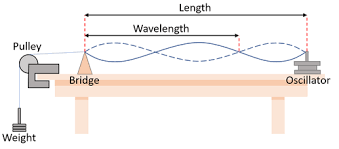 Length
Wavelength
Pulley
Bridge
Oscillator
Weight